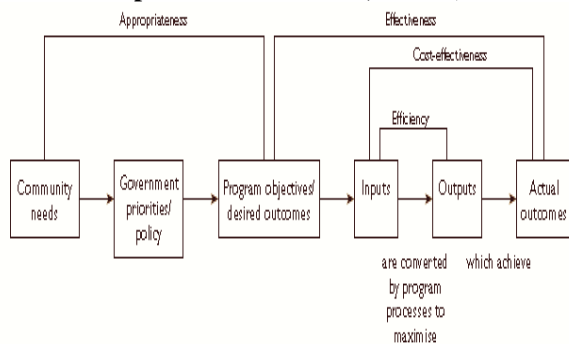 Appropriateness
Effectiveness
Cost-effectiveness
Efficiency
Community
needs
Government
priorities/
policy
Program objectives/
desired outcomes
Inputs
Outputs
Actual
outcomes
are converted
by program
processes to
maximise
which achieve